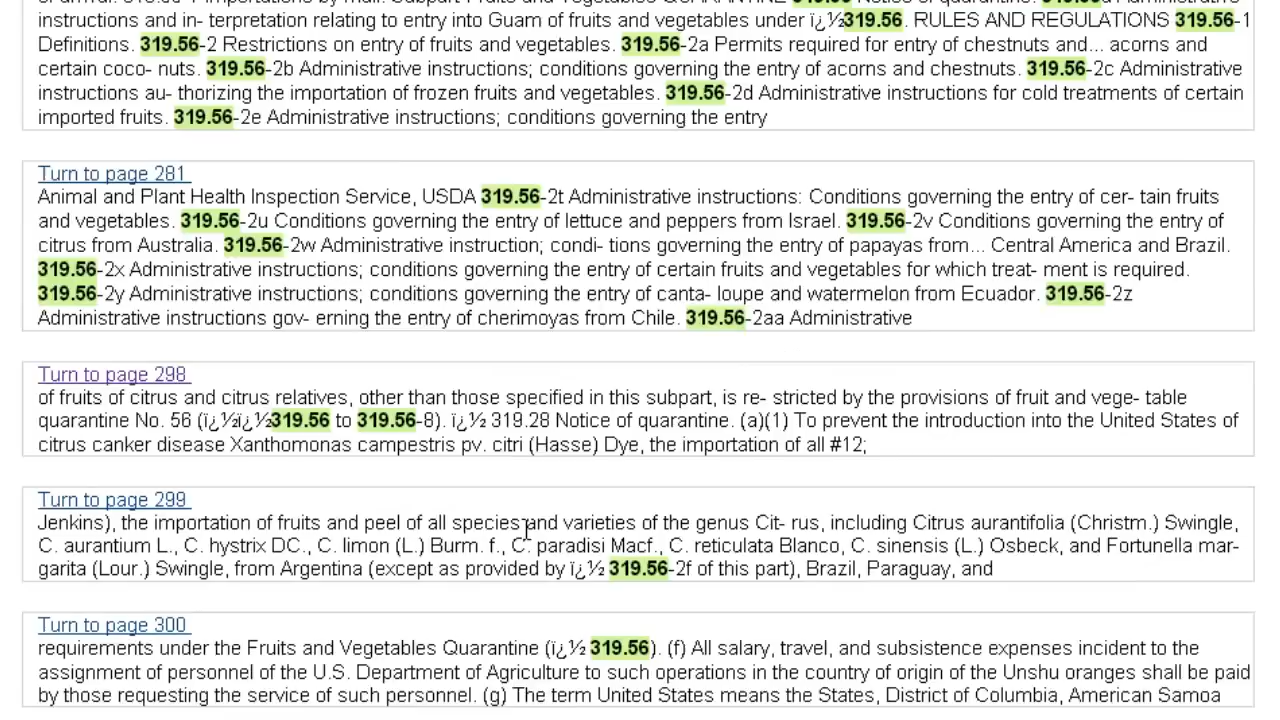 instructions and in- terpretation relating to entry into Guam of fruits and vegetables under ï¿½319.56. RULES AND REGULATIONS 319.56-1
Definitions. 319.56-2 Restrictions on entry of fruits and vegetables. 319.56-2a Permits required for entry of chestnuts and... acorns and
certain coco- nuts. 319.56-2b Administrative instructions; conditions governing the entry of acorns and chestnuts. 319.56-2c Administrative
instructions au- thorizing the importation of frozen fruits and vegetables. 319.56-2d Administrative instructions for cold treatments of certain
imported fruits. 319.56-2e Administrative instructions; conditions governing the entry
Turn to page 281
Animal and Plant Health Inspection Service, USDA 319.56-2t Administrative instructions: Conditions governing the entry of cer- tain fruits
and vegetables. 319.56-2u Conditions governing the entry of lettuce and peppers from Israel. 319.56-2v Conditions governing the entry of
citrus from Australia. 319.56-2w Administrative instruction; condi- tions governing the entry of papayas from... Central America and Brazil.
319.56-2x Administrative instructions; conditions governing the entry of certain fruits and vegetables for which treat- ment is required.
319.56-2y Administrative instructions; conditions governing the entry of canta- loupe and watermelon from Ecuador. 319.56-2z
Administrative instructions gov- erning the entry of cherimoyas from Chile. 319.56-2aa Administrative
Turn to page 298
of fruits of citrus and citrus relatives, other than those specified in this subpart, is re- stricted by the provisions of fruit and vege- table
quarantine No. 56 (ï¿½ï¿½319.56 to 319.56-8). ï¿½ 319.28 Notice of quarantine. (a)(1) To prevent the introduction into the United States of
citrus canker disease Xanthomonas campestris pv. citri (Hasse) Dye, the importation of all #12;
Turn to page 299
Jenkins), the importation of fruits and peel of all species and varieties of the genus Cit- rus, including Citrus aurantifolia (Christm.) Swingle,
C. aurantium L., C. hystrix DC., C. limon (L.) Burm. f., C. paradisi Macf., C. reticulata Blanco, C. sinensis (L.) Osbeck, and Fortunella mar-
garita (Lour.) Swingle, from Argentina (except as provided by ï¿½ 319.56-2f of this part), Brazil, Paraguay, and
Turn to page 300
requirements under the Fruits and Vegetables Quarantine (ï¿½ 319.56). (f) All salary, travel, and subsistence expenses incident to the
assignment of personnel of the U.S. Department of Agriculture to such operations in the country of origin of the Unshu oranges shall be paid
by those requesting the service of such personnel. (g) The term United States means the States, District of Columbia, American Samoa